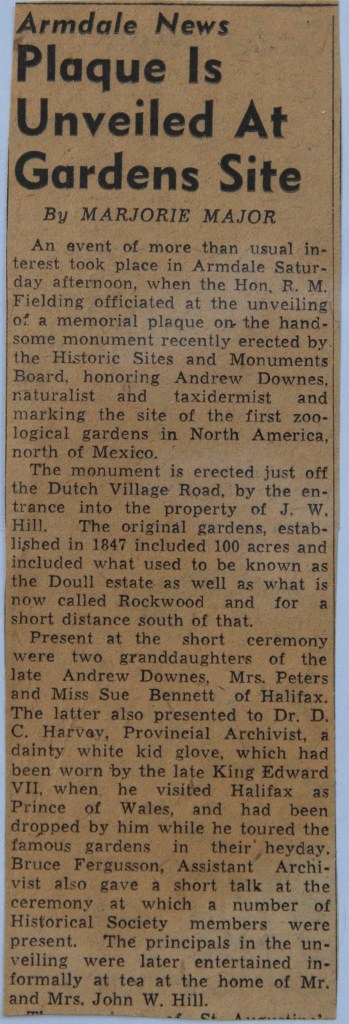 Armdale News
Plaque Is
Unveiled At
Gardens Site
By MARJORIE MAJOR
An event of more than usual in-
terest took place in Armdale Satur-
day afternoon, when the Hon. R. M.
Fielding officiated at the unveiling
of a memorial plaque on the hand-
some monument recently erected by
the Historic Sites and Monuments
Board, honoring Andrew Downes,
naturalist and taxidermist and
marking the site of the first zoo-
logical gardens in North America,
north of Mexico.
The monument is erected just off
the Dutch Village Road, by the en-
trance into the property of J. W.
Hill. The original gardens, estab-
lished in 1847 included 100 acres and
included what used to be known as
the Doull estate as well as what is
now called Rockwood and for a
short distance south of that.
Present at the short ceremony
were two granddaughters of the
late Andrew Downes, Mrs. Peters
and Miss Sue Bennett of Halifax.
The latter also presented to Dr. D.
C. Harvey, Provincial Archivist, a
dainty white kid glove, which had
been worn by the late King Edward
VII, when he visited Halifax as
Prince of Wales, and had been
dropped by him while he toured the
famous gardens in their heyday.
Bruce Fergusson, Assistant Archi-
vist also gave a short talk at the
ceremony at which a number of
Historical Society members were
present. The principals in the un-
veiling were later entertained in-
formally at tea at the home of Mr.
and Mrs. John W. Hill.